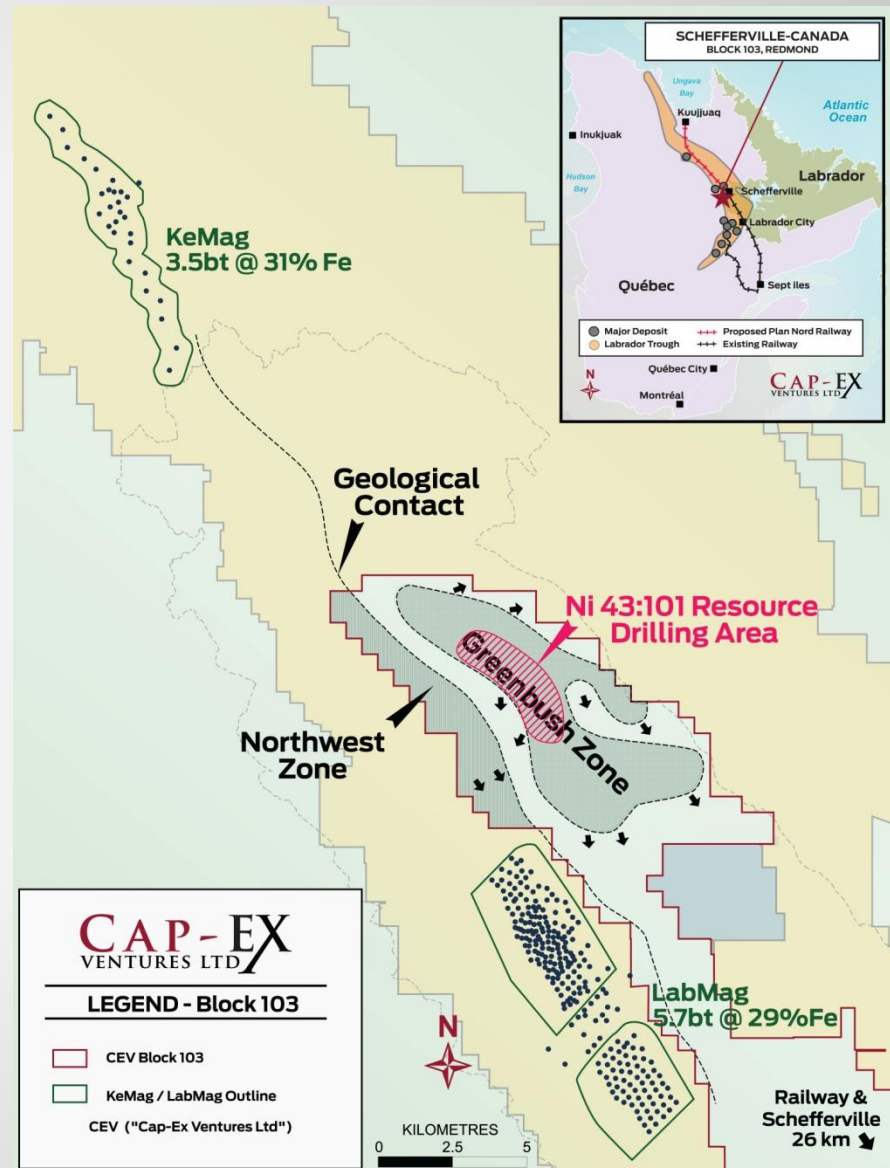 SCHEFFERVILLE-CANADA
BLOCK 103, REDMOND
Ungava
Bay
Kuujjuaq
Atlantic
Ocean
Inukjuak
Labrador
Hudson
Bay
Schefferville
Labrador City
Québec
Sept iles
Major Deposit
Proposed Plan Nord Railway
Labrador Trough
Existing Railway
N
Québec City
Montréal
CAP-EX
VENTURES LTD
KeMag
3.5bt @ 31% Fe
Geological
Contact
Ni 43:101 Resource
Drilling Area
Greenbush Zone
Northwest
Zone
LabMag
5.7bt @ 29%Fe
CAP-EX
VENTURES LTD
LEGEND - Block 103
CEV Block 103
KeMag / LabMag Outline
CEV ("Cap-Ex Ventures Ltd")
N
KILOMETRES
0 2.5 5
Railway &
Schefferville
26 km